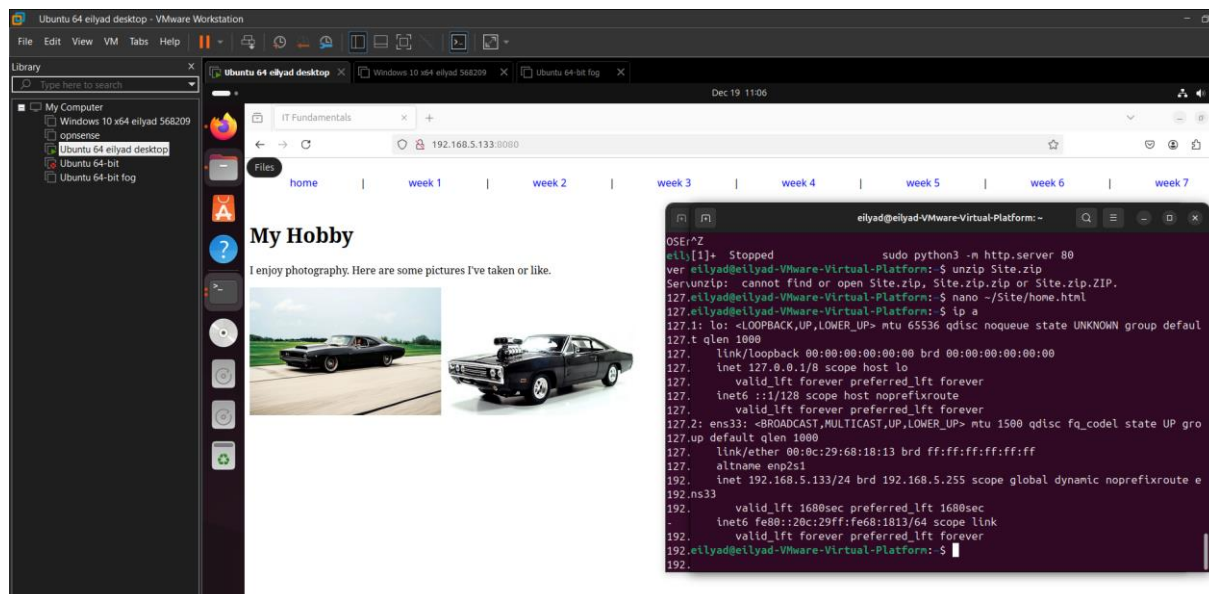 Ubuntu 64 eilyad desktop - VMware Workstation
File Edit View VM Tabs Help
Library
Type here to search
My Computer
Windows 10 x64 eilyad 568209
opnsense
Ubuntu 64 eilyad desktop
Ubuntu 64-bit
Ubuntu 64-bit fog
Ubuntu 64 eilyad desktop
Windows 10 x64 eilyad 568209
Ubuntu 64-bit fog
Dec 19 11:06
IT Fundamentals
192.168.5.133:8080
Files
home | week 1 | week 2 | week 3 | week 4 | week 5 | week 6 | week 7
My Hobby
I enjoy photography. Here are some pictures I've taken or like.
eilyad@eilyad-VMware-Virtual-Platform: ~
^Z
[1]+ Stopped sudo python3 -m http.server 80
eilyad@eilyad-VMware-Virtual-Platform:~$ unzip Site.zip
unzip: cannot find or open Site.zip, Site.zip.zip or Site.zip.ZIP.
eilyad@eilyad-VMware-Virtual-Platform:~$ nano ~/Site/home.html
eilyad@eilyad-VMware-Virtual-Platform:~$ ip a
1: lo: <LOOPBACK,UP,LOWER_UP> mtu 65536 qdisc noqueue state UNKNOWN group defaul
t qlen 1000
link/loopback 00:00:00:00:00:00 brd 00:00:00:00:00:00
inet 127.0.0.1/8 scope host lo
valid_lft forever preferred_lft forever
inet6 ::1/128 scope host noprefixroute
valid_lft forever preferred_lft forever
2: ens33: <BROADCAST,MULTICAST,UP,LOWER_UP> mtu 1500 qdisc fq_codel state UP gro
up default qlen 1000
link/ether 00:0c:29:68:18:13 brd ff:ff:ff:ff:ff:ff
altname enp2s1
inet 192.168.5.133/24 brd 192.168.5.255 scope global dynamic noprefixroute e
ns33
valid_lft 1680sec preferred_lft 1680sec
inet6 fe80::20c:29ff:fe68:1813/64 scope link
valid_lft forever preferred_lft forever
eilyad@eilyad-VMware-Virtual-Platform:~$